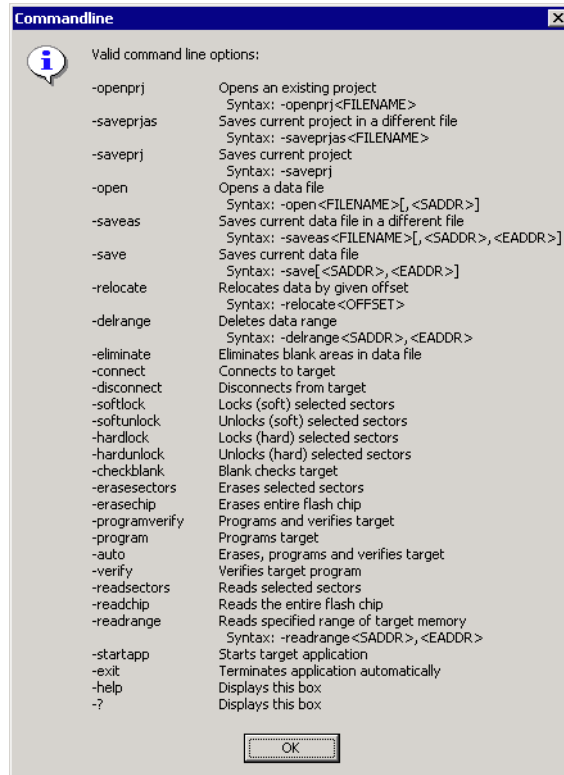 Commandline
Valid command line options:
-openprj Opens an existing project
Syntax: -openprj<FILENAME>
-saveprjas Saves current project in a different file
Syntax: -saveprjas<FILENAME>
-saveprj Saves current project
Syntax: -saveprj
-open Opens a data file
Syntax: -open<FILENAME>[,<SADDR>]
-saveas Saves current data file in a different file
Syntax: -saveas<FILENAME>[,<SADDR>,<EADDR>]
-save Saves current data file
Syntax: -save[<SADDR>,<EADDR>]
-relocate Relocates data by given offset
Syntax: -relocate<OFFSET>
-delrange Deletes data range
Syntax: -delrange<SADDR>,<EADDR>
-eliminate Eliminates blank areas in data file
-connect Connects to target
-disconnect Disconnects from target
-softlock Locks (soft) selected sectors
-softunlock Unlocks (soft) selected sectors
-hardlock Locks (hard) selected sectors
-hardunlock Unlocks (hard) selected sectors
-checkblank Blank checks target
-erasesectors Erases selected sectors
-erasechip Erases entire flash chip
-programverify Programs and verifies target
-program Programs target
-auto Erases, programs and verifies target
-verify Verifies target program
-readsectors Reads selected sectors
-readchip Reads the entire flash chip
-readrange Reads specified range of target memory
Syntax: -readrange<SADDR>,<EADDR>
-startapp Starts target application
-exit Terminates application automatically
-help Displays this box
-? Displays this box
OK